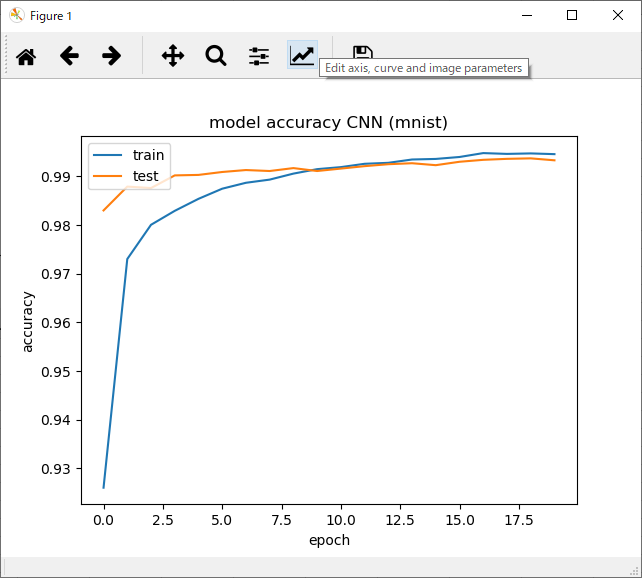 Figure 1
Edit axis, curve and image parameters
model accuracy CNN (mnist)
train
test
0.99
0.98
0.97
0.96
0.95
0.94
0.93
accuracy
0.0 2.5 5.0 7.5 10.0 12.5 15.0 17.5
epoch